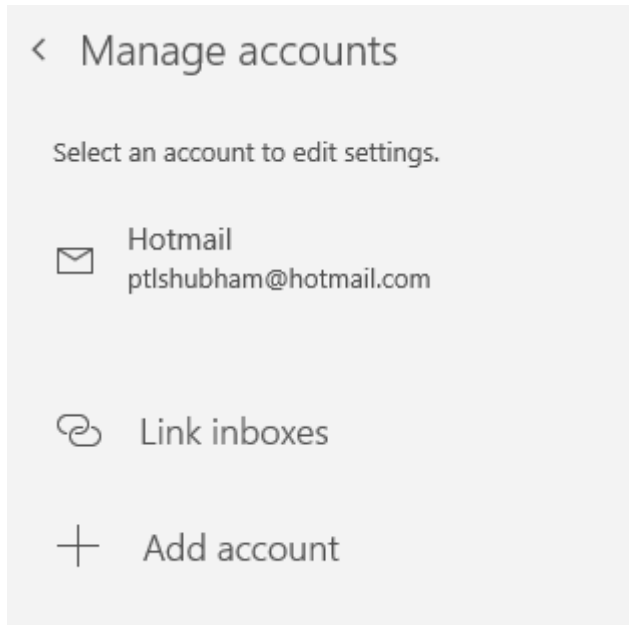 Manage accounts
Select an account to edit settings.
Hotmail
ptlshubham@hotmail.com
Link inboxes
Add account